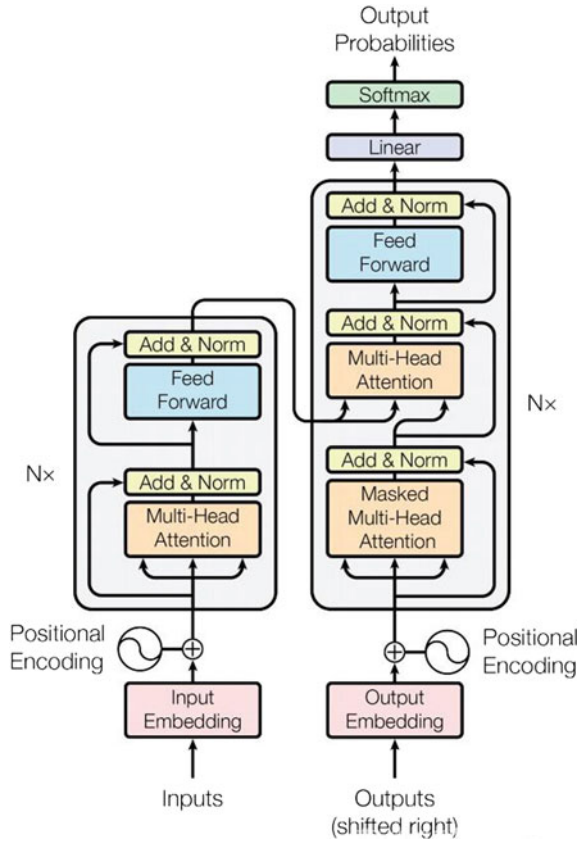 Output
Probabilities
Softmax
Linear
Add & Norm
Feed
Forward
Add & Norm
Multi-Head
Attention
Add & Norm
Masked
Multi-Head
Attention
N×
Add & Norm
Feed
Forward
Add & Norm
Multi-Head
Attention
N×
Positional
Encoding
Positional
Encoding
Input
Embedding
Output
Embedding
Inputs
Outputs
(shifted right)